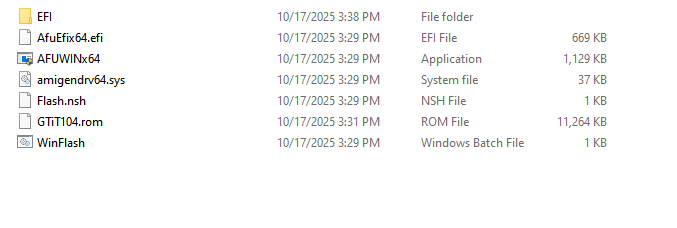 EFI 10/17/2025 3:38 PM File folder
AfuEfix64.efi 10/17/2025 3:29 PM EFI File 669 KB
AFUWINx64 10/17/2025 3:29 PM Application 1,129 KB
amigendrv64.sys 10/17/2025 3:29 PM System file 37 KB
Flash.nsh 10/17/2025 3:29 PM NSH File 1 KB
GTiT104.rom 10/17/2025 3:31 PM ROM File 11,264 KB
WinFlash 10/17/2025 3:29 PM Windows Batch File 1 KB